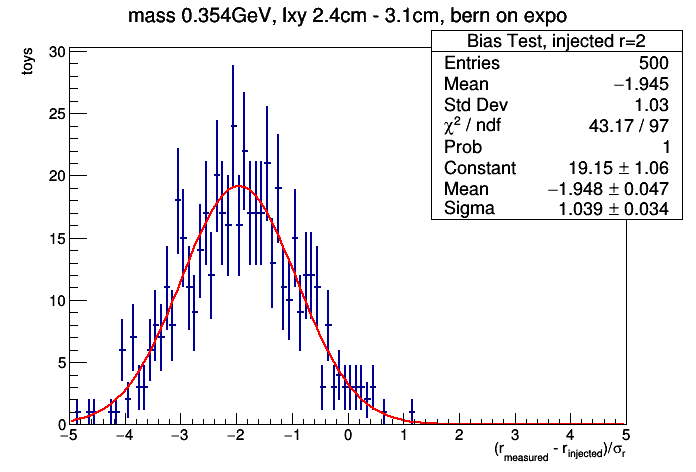 mass 0.354GeV, lxy 2.4cm - 3.1cm, bern on expo
Bias Test, injected r=2
Entries 500
Mean −1.945
Std Dev 1.03
χ² / ndf 43.17 / 97
Prob 1
Constant 19.15 ± 1.06
Mean −1.948 ± 0.047
Sigma 1.039 ± 0.034
toys
30
25
20
15
10
5
0
−5 −4 −3 −2 −1 0 1 2 3 4 5
(r_measured - r_injected)/σ_r